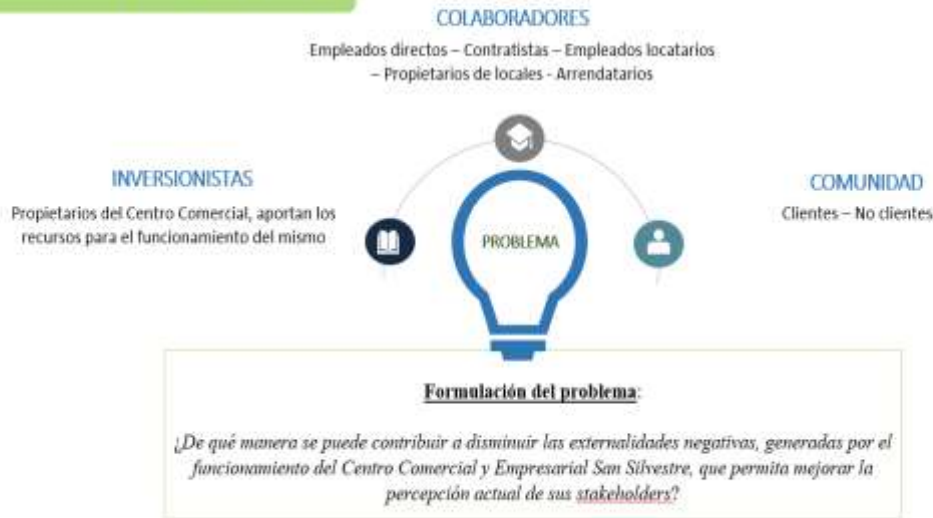 COLABORADORES
Empleados directos – Contratistas – Empleados locatarios
– Propietarios de locales - Arrendatarios
INVERSIONISTAS
Propietarios del Centro Comercial, aportan los
recursos para el funcionamiento del mismo
COMUNIDAD
Clientes – No clientes
PROBLEMA
Formulación del problema:
¿De qué manera se puede contribuir a disminuir las externalidades negativas, generadas por el
funcionamiento del Centro Comercial y Empresarial San Silvestre, que permita mejorar la
percepción actual de sus stakeholders?